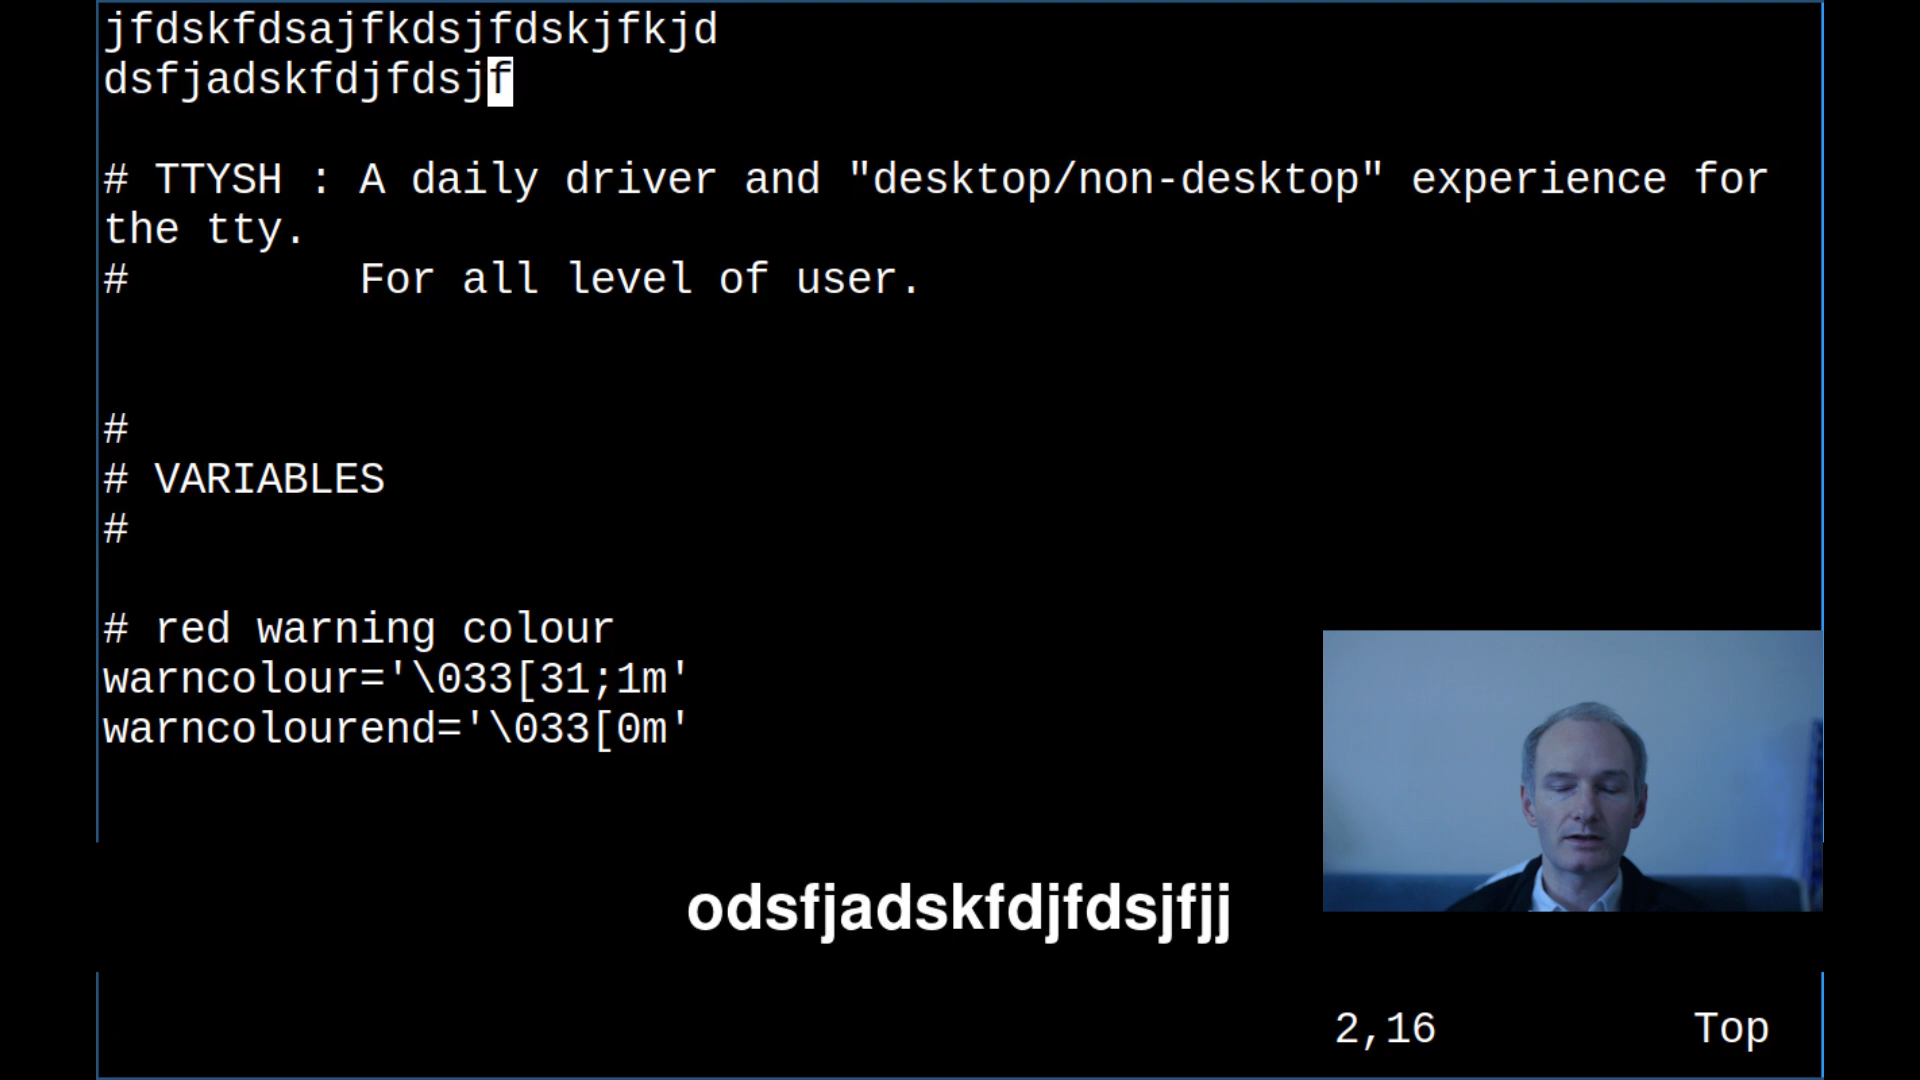 jfdskfdsajfkdsjfdskjfkjd
dsfjadskfdjfdsjf
# TTYSH : A daily driver and "desktop/non-desktop" experience for
the tty.
#         For all level of user.
#
# VARIABLES
#
# red warning colour
warncolour='\033[31;1m'
warncolourend='\033[0m'
odsfjadskfdjfdsjfjj
2,16          Top